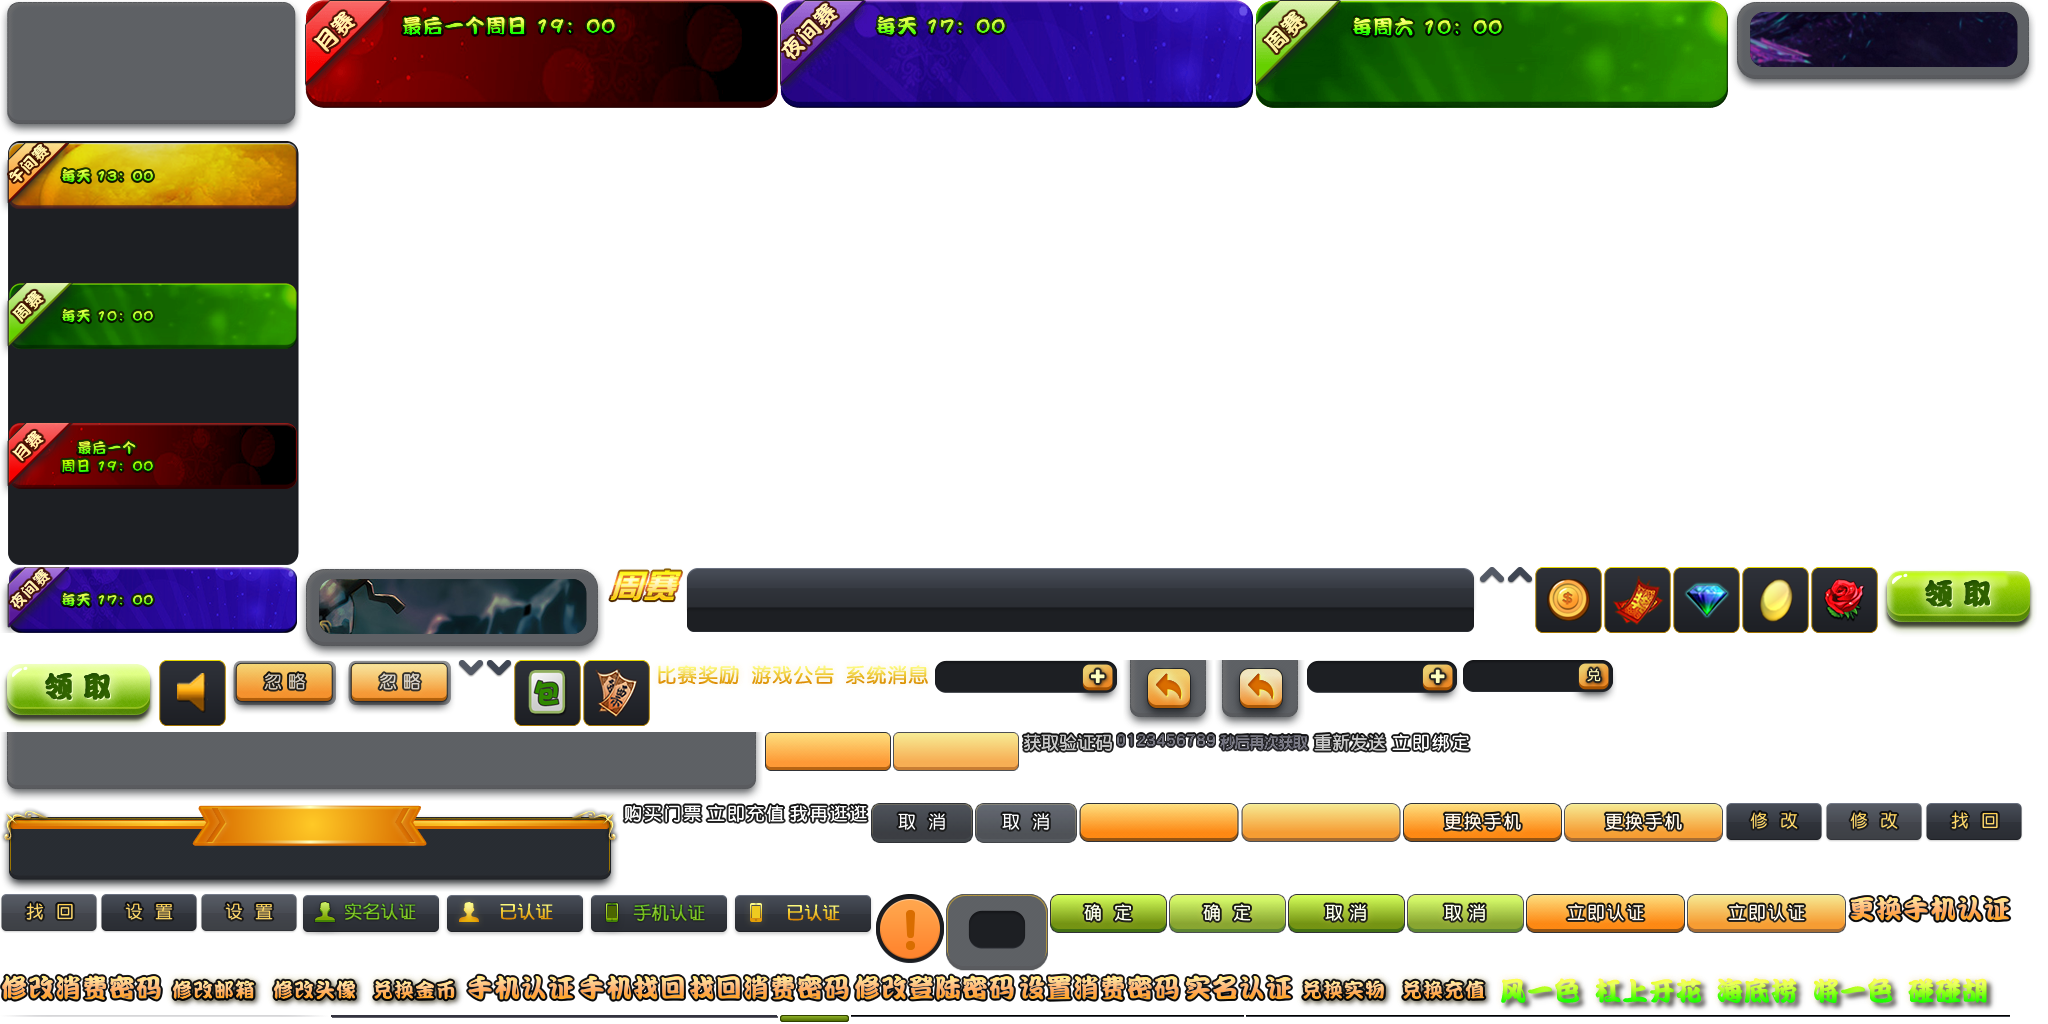 月赛
最后一个周日 19：00
夜间赛
每天 17：00
周赛
每周六 10：00
午间赛
每天 13：00
周赛
每天 10：00
月赛
最后一个
周日 19：00
夜间赛
每天 17：00
周赛
领取
领取
忽略
忽略
比赛奖励 游戏公告 系统消息
兑
获取验证码 0123456789 秒后再次获取 重新发送 立即绑定
购买门票 立即充值 我再逛逛
取 消
取 消
更换手机
更换手机
修 改
修 改
找 回
找 回
设 置
设 置
实名认证
已认证
手机认证
已认证
确 定
确 定
取 消
取 消
立即认证
立即认证
更换手机认证
修改消费密码 修改邮箱 修改头像 兑换金币 手机认证 手机找回 找回消费密码 修改登陆密码 设置消费密码 实名认证 兑换实物 兑换充值 风一色 杠上开花 海底捞 将一色 碰碰胡